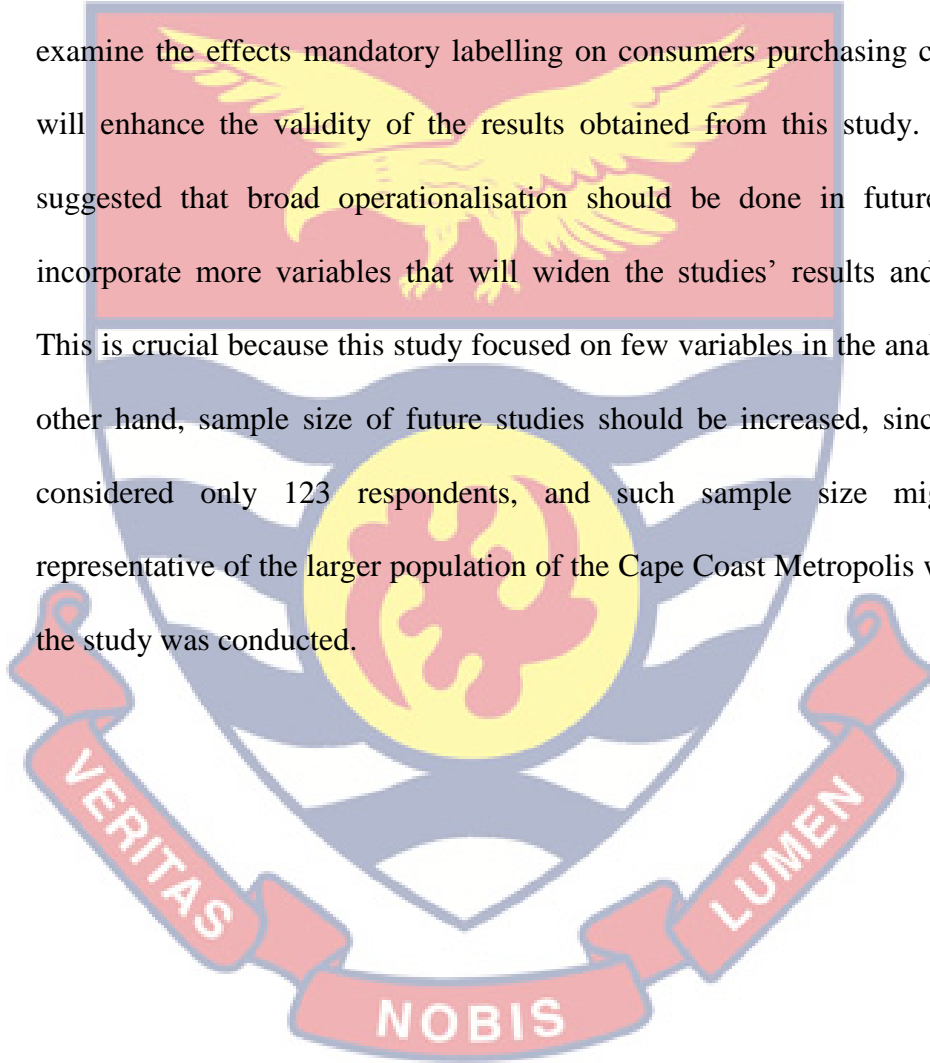 examine the effects mandatory labelling on consumers purchasing
will enhance the validity of the results obtained from this study.
suggested that broad operationalisation should be done in future
incorporate more variables that will widen the studies’ results and
This is crucial because this study focused on few variables in the
other hand, sample size of future studies should be increased,
considered only 123 respondents, and such sample size
representative of the larger population of the Cape Coast Metropolis
the study was conducted.
VERITAS
NOBIS
LUMEN